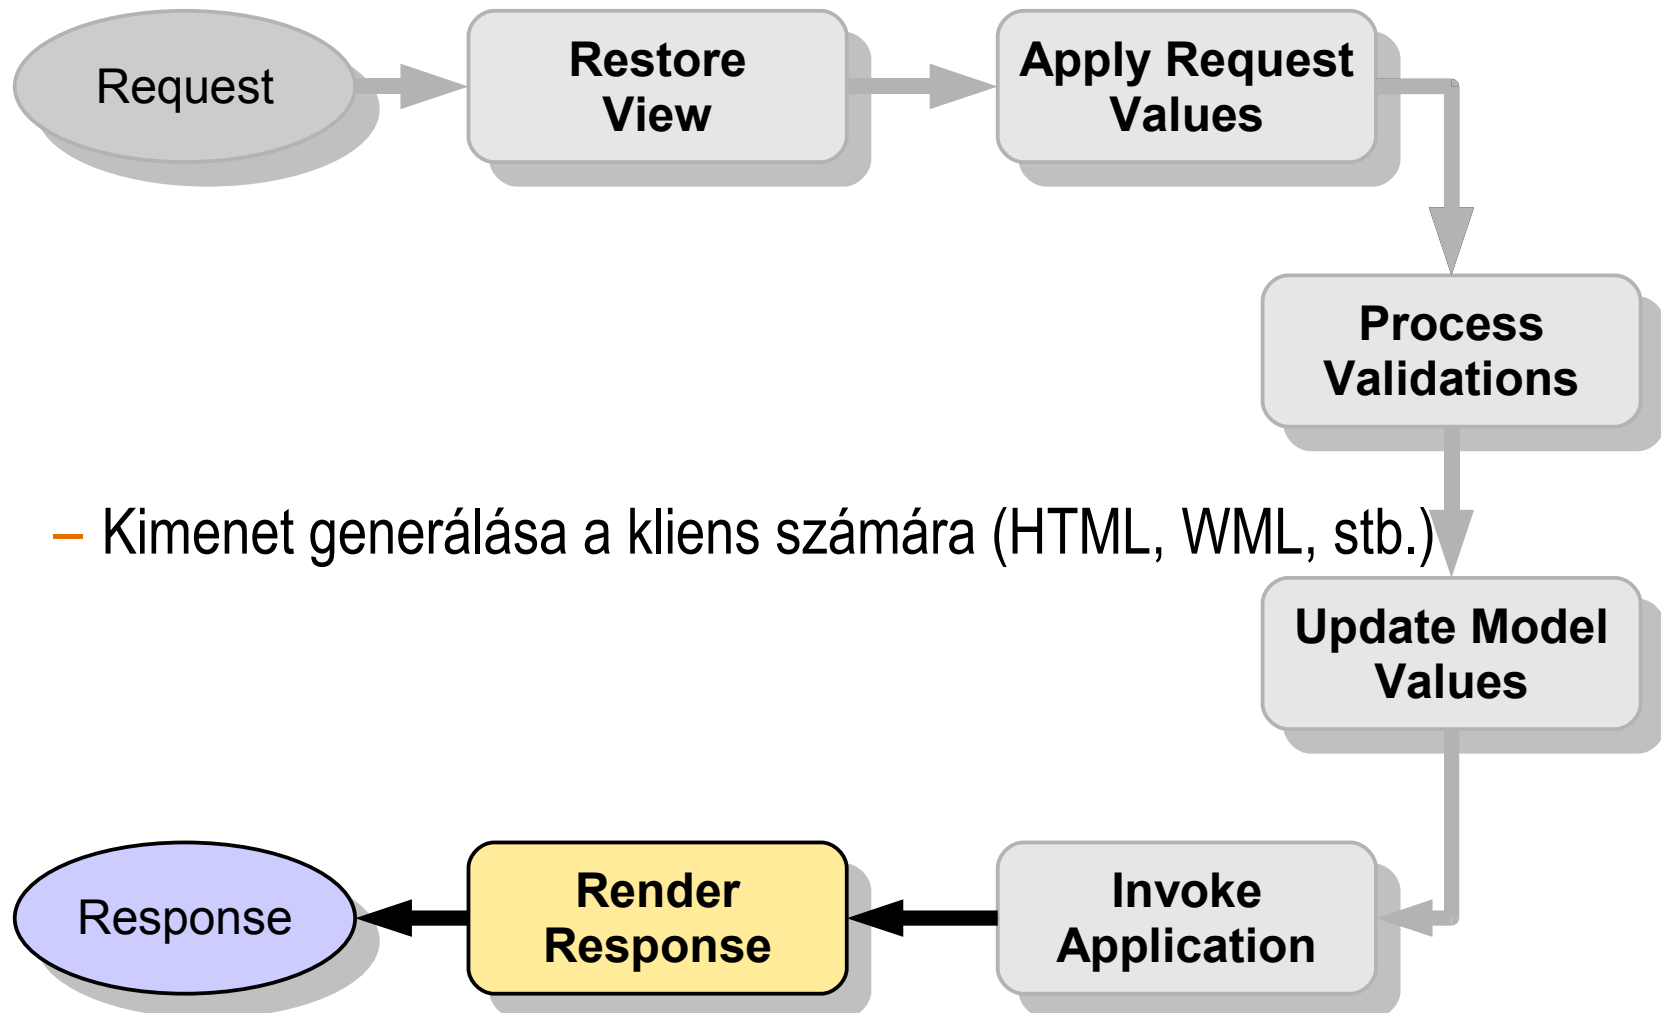 Request
Restore
View
Apply Request
Values
Process
Validations
– Kimenet generálása a kliens számára (HTML, WML, stb.)
Update Model
Values
Response
Render
Response
Invoke
Application